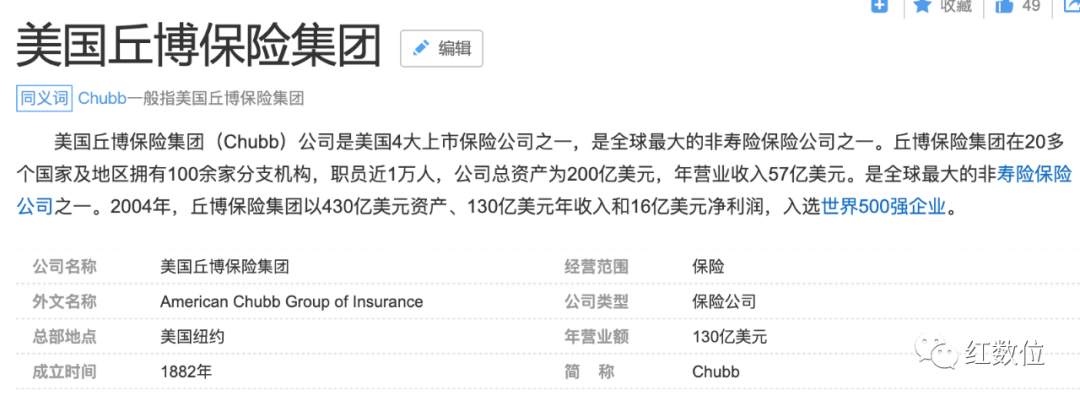 收藏 49
美国丘博保险集团 编辑
同义词 Chubb一般指美国丘博保险集团
美国丘博保险集团（Chubb）公司是美国4大上市保险公司之一，是全球最大的非寿险保险公司之一。丘博保险集团在20多
个国家及地区拥有100余家分支机构，职员近1万人，公司总资产为200亿美元，年营业收入57亿美元。是全球最大的非寿险保险
公司之一。2004年，丘博保险集团以430亿美元资产、130亿美元年收入和16亿美元净利润，入选世界500强企业。
公司名称 美国丘博保险集团 经营范围 保险
外文名称 American Chubb Group of Insurance 公司类型 保险公司
总部地点 美国纽约 年营业额 130亿美元
成立时间 1882年 简 称 Chubb
红数位